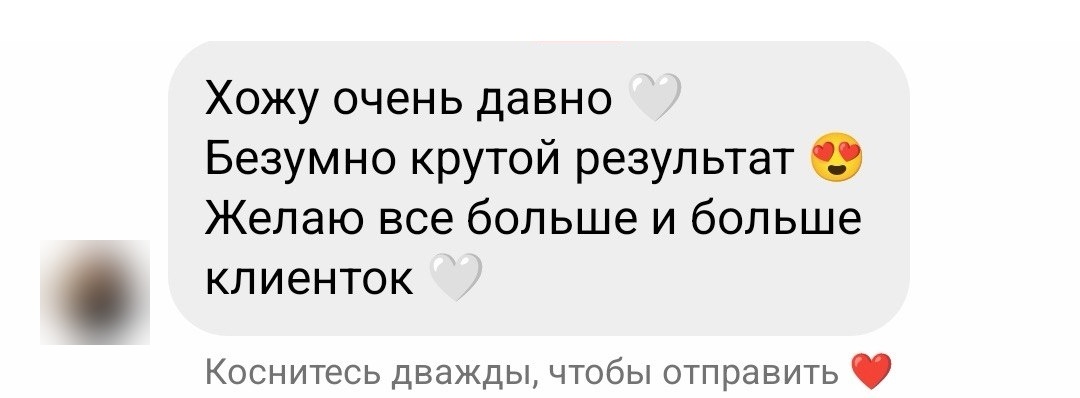 Хожу очень давно 🤍
Безумно крутой результат 😍
Желаю все больше и больше
клиенток 🤍
Коснитесь дважды, чтобы отправить ❤️